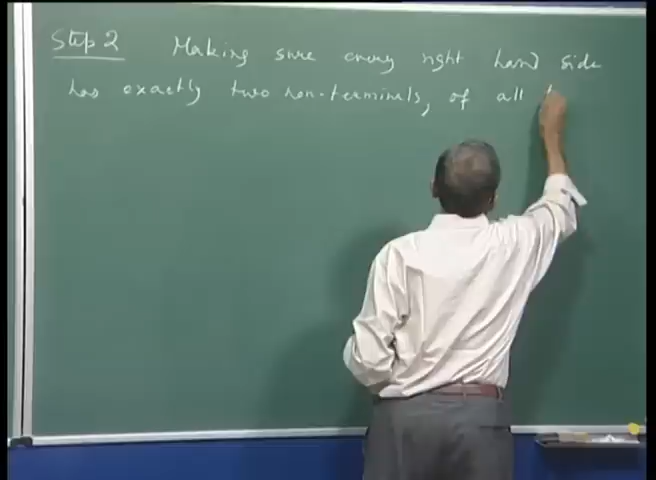 Step 2 Making sure every right hand side
has exactly two non-terminals, of all